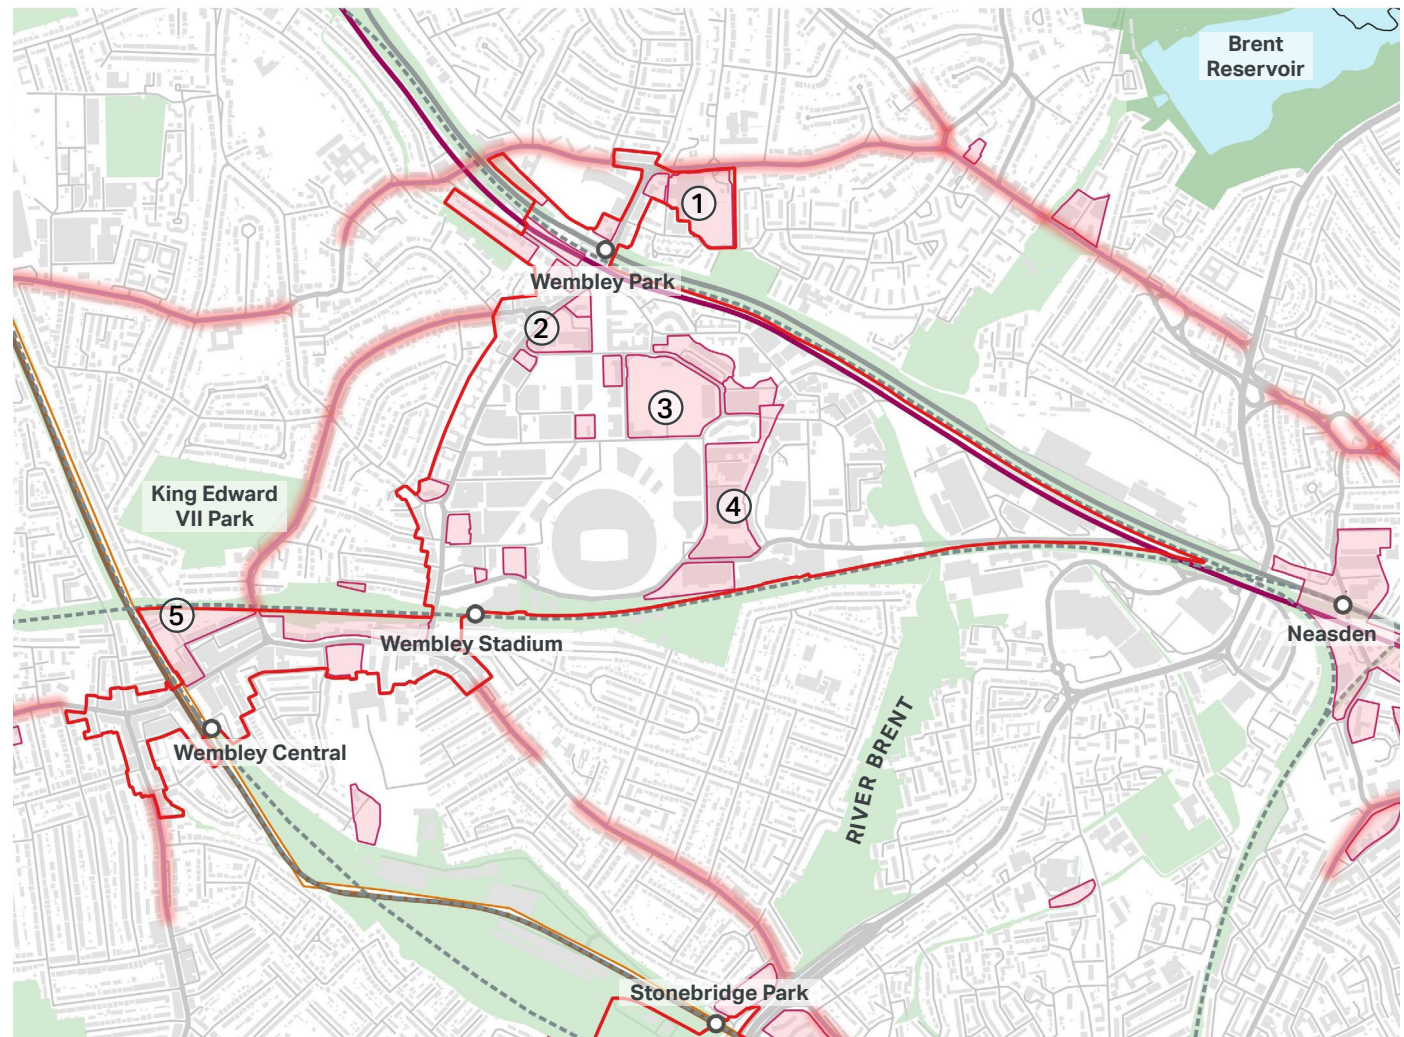 Brent
Reservoir
1
Wembley Park
2
3
King Edward
VII Park
4
5
Wembley Stadium
Neasden
Wembley Central
RIVER BRENT
Stonebridge Park